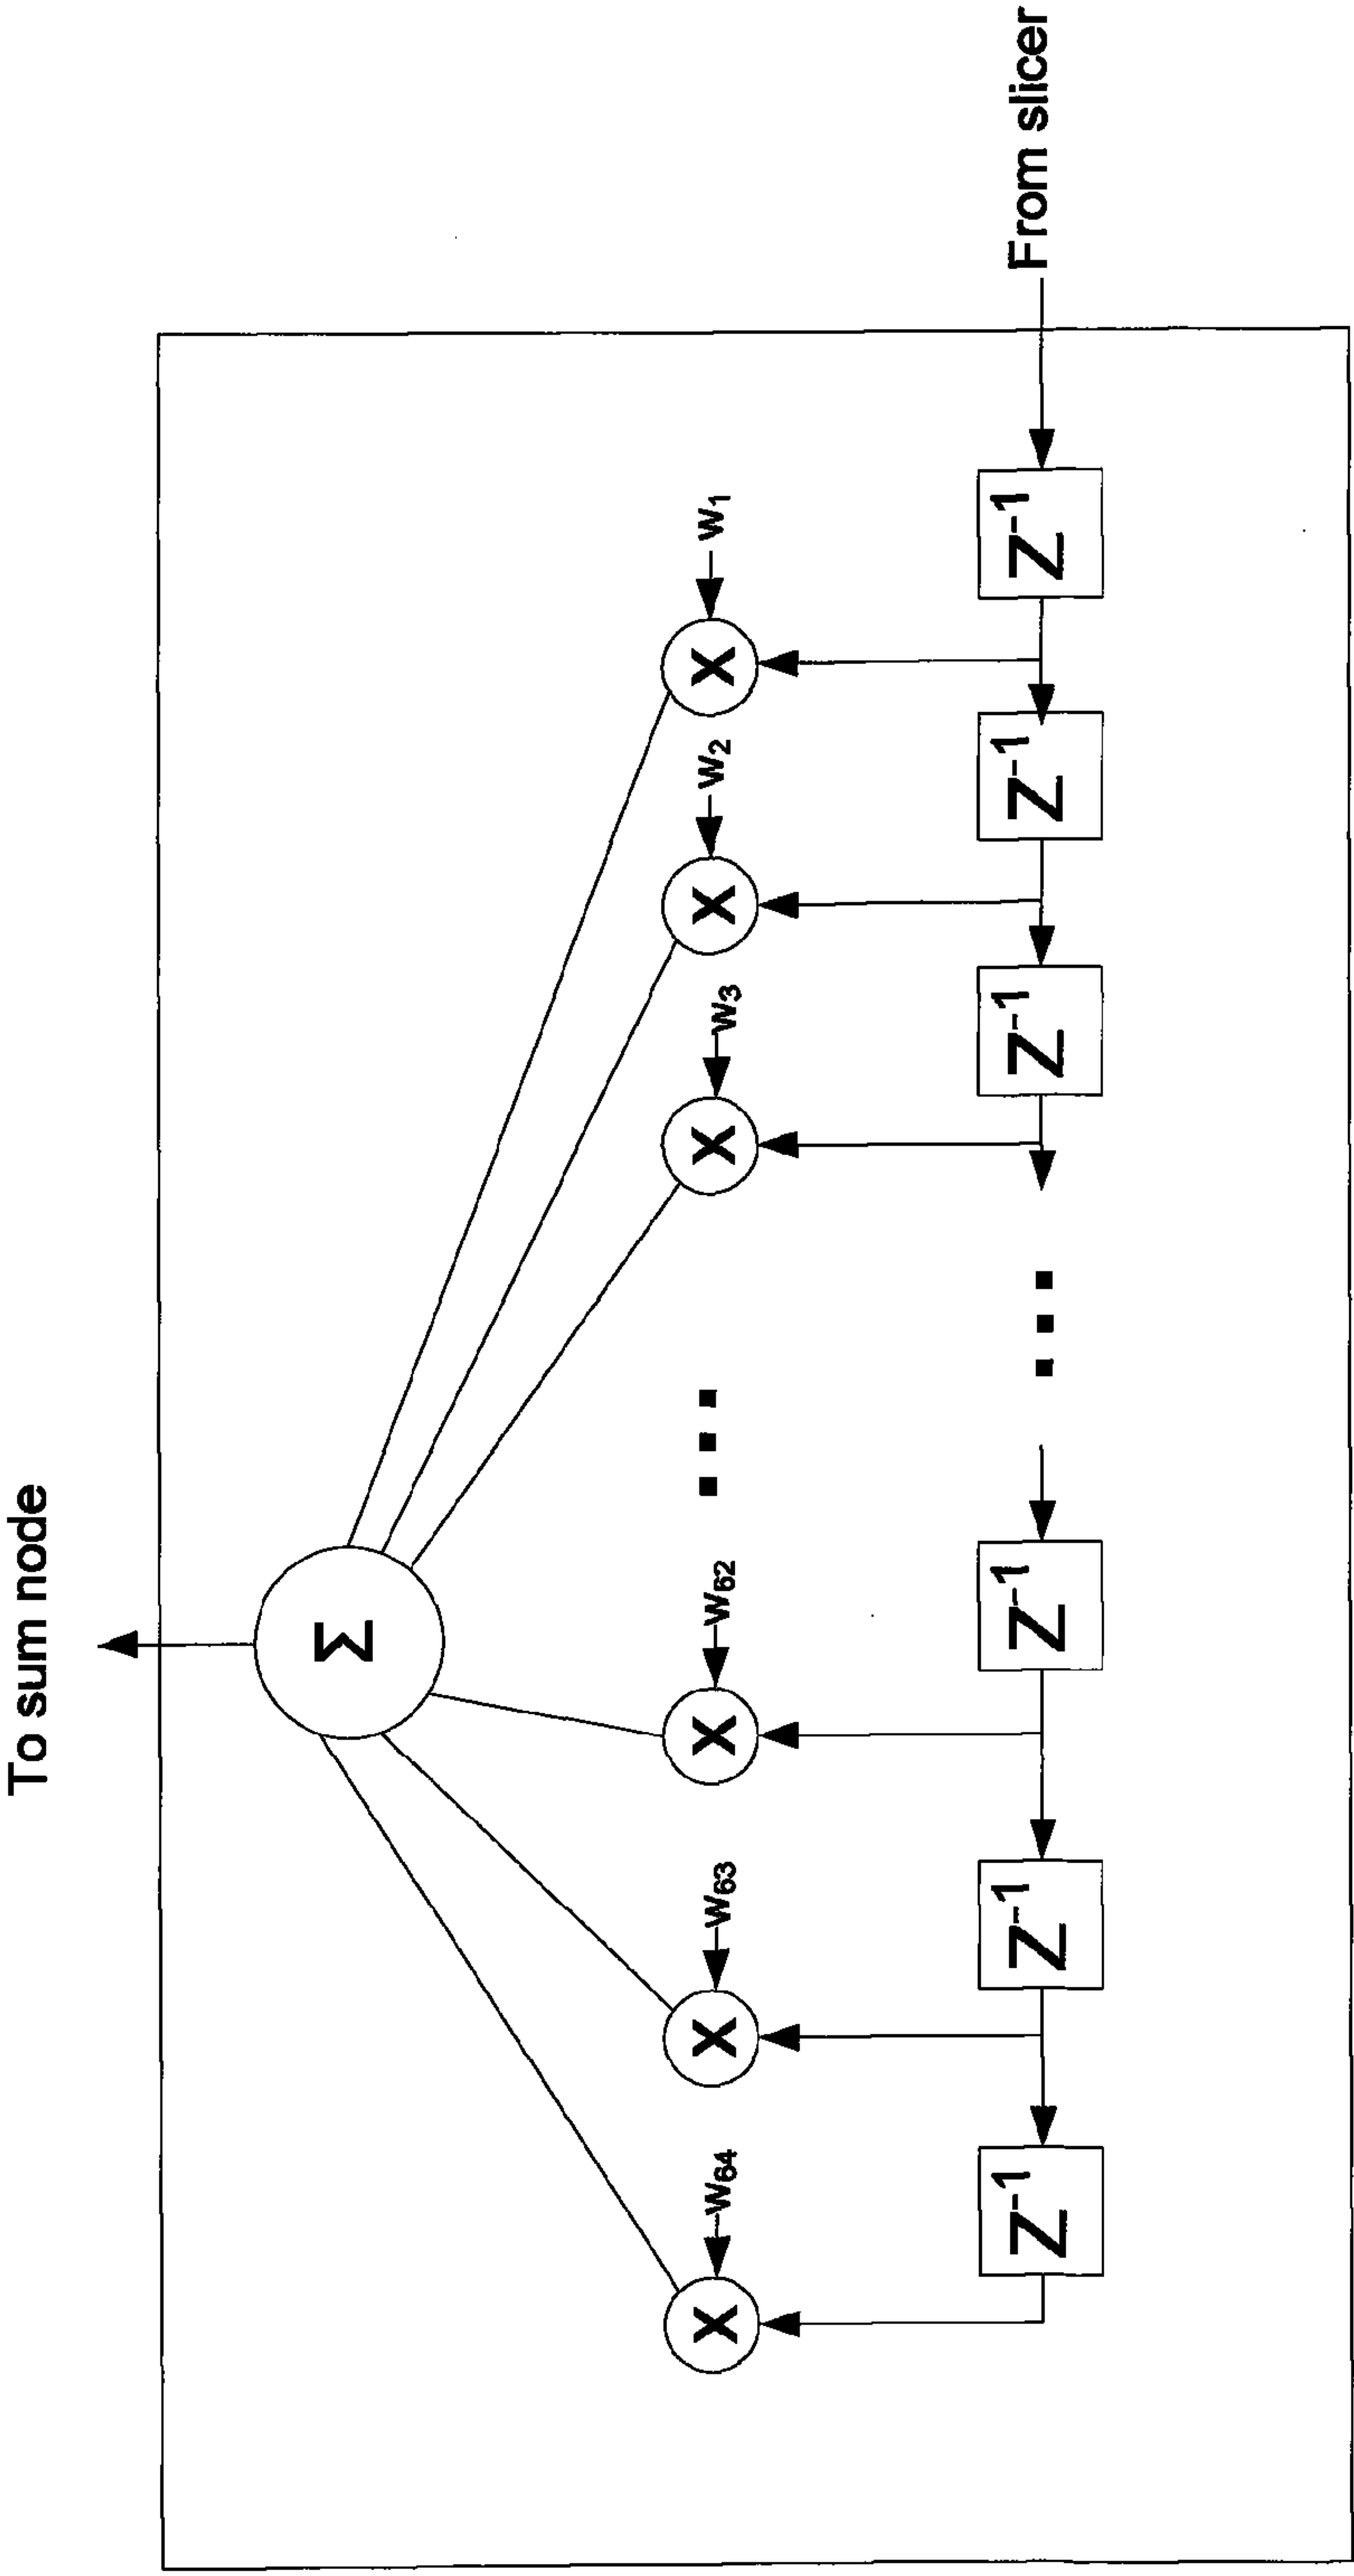 To sum node
Σ
X X X ... X X X
W64 W63 W62 W3 W2 W1
Z-1 Z-1 Z-1 ... Z-1 Z-1 Z-1
From slicer